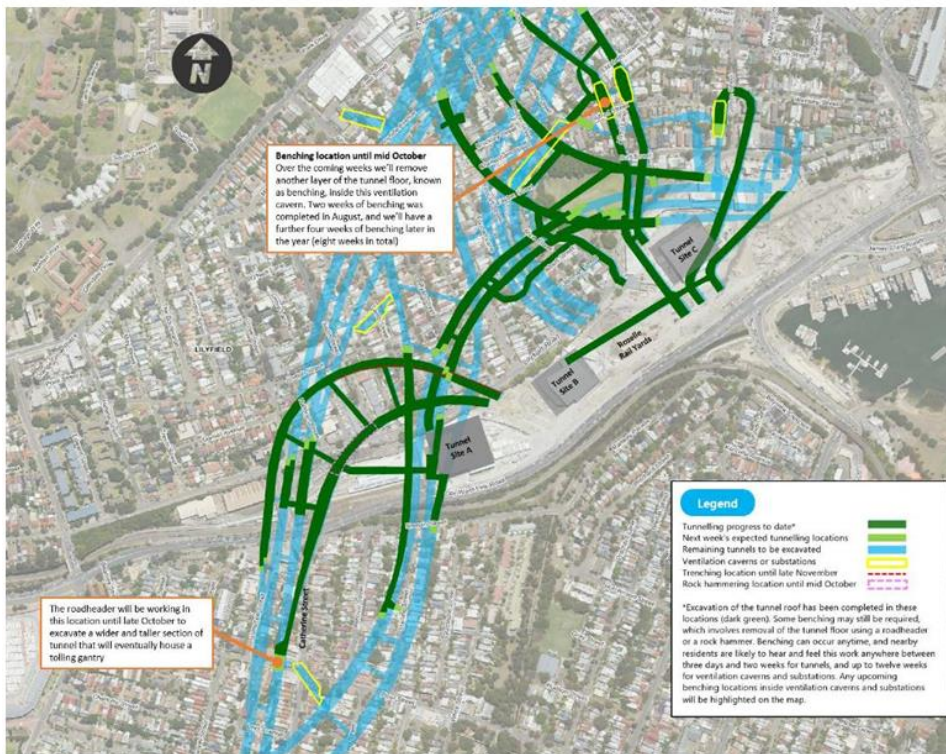 N
Benching location until mid October
Over the coming weeks we'll remove
another layer of the tunnel floor, known
as benching, inside this ventilation
cavern. Two weeks of benching was
completed in August, and we'll have a
further four weeks of benching later in
the year (eight weeks in total)
Tunnel
Site C
LILYFIELD
Rozelle
Rail Yards
Tunnel
Site B
Tunnel
Site A
Catherine Street
The roadheader will be working in
this location until late October to
excavate a wider and taller section of
tunnel that will eventually house a
tolling gantry
Legend
Tunnelling progress to date*
Next week's expected tunnelling locations
Remaining tunnels to be excavated
Ventilation caverns or substations
Trenching location until late November
Rock hammering location until mid October
*Excavation of the tunnel roof has been completed in these
locations (dark green). Some benching may still be required,
which involves removal of the tunnel floor using a roadheader
or a rock hammer. Benching can occur anytime, and nearby
residents are likely to hear and feel this work anywhere between
three days and two weeks for tunnels, and up to twelve weeks
for ventilation caverns and substations. Any upcoming
benching locations inside ventilation caverns and substations
will be highlighted on the map.